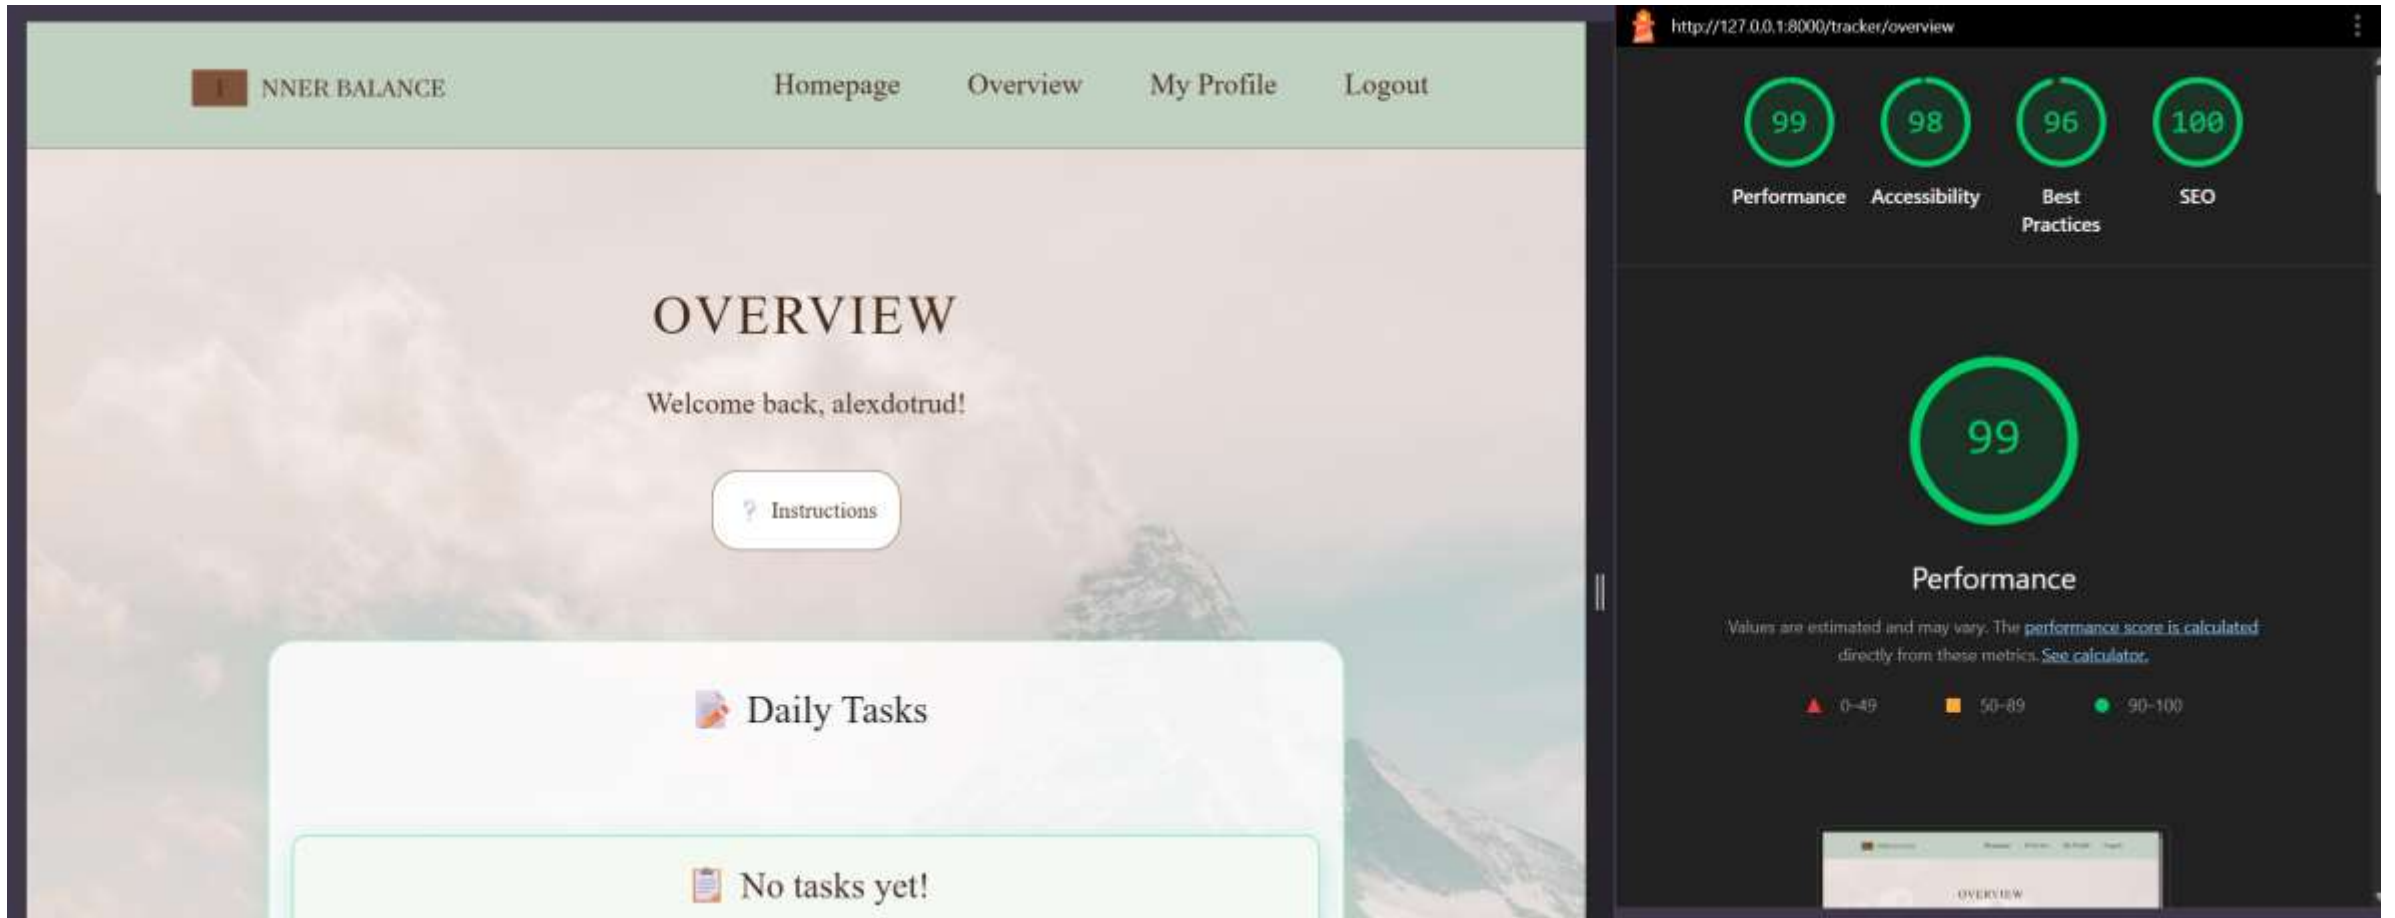 I NNER BALANCE
Homepage
Overview
My Profile
Logout
OVERVIEW
Welcome back, alexdotrud!
❔ Instructions
📝 Daily Tasks
📋 No tasks yet!
http://127.0.0.1:8000/tracker/overview
99
98
96
100
Performance
Accessibility
Best
Practices
SEO
99
Performance
Values are estimated and may vary. The performance score is calculated
directly from these metrics. See calculator.
0–49
50–89
90–100
OVERVIEW